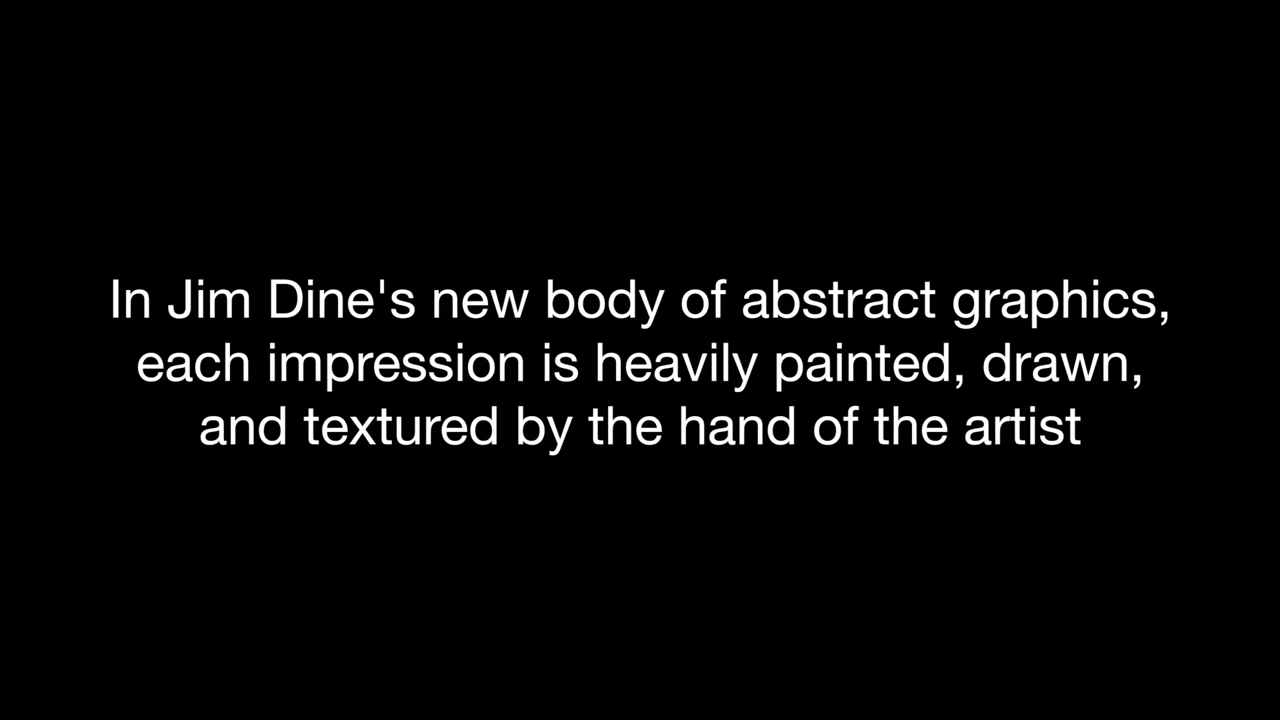 In Jim Dine's new body of abstract graphics,
each impression is heavily painted, drawn,
and textured by the hand of the artist